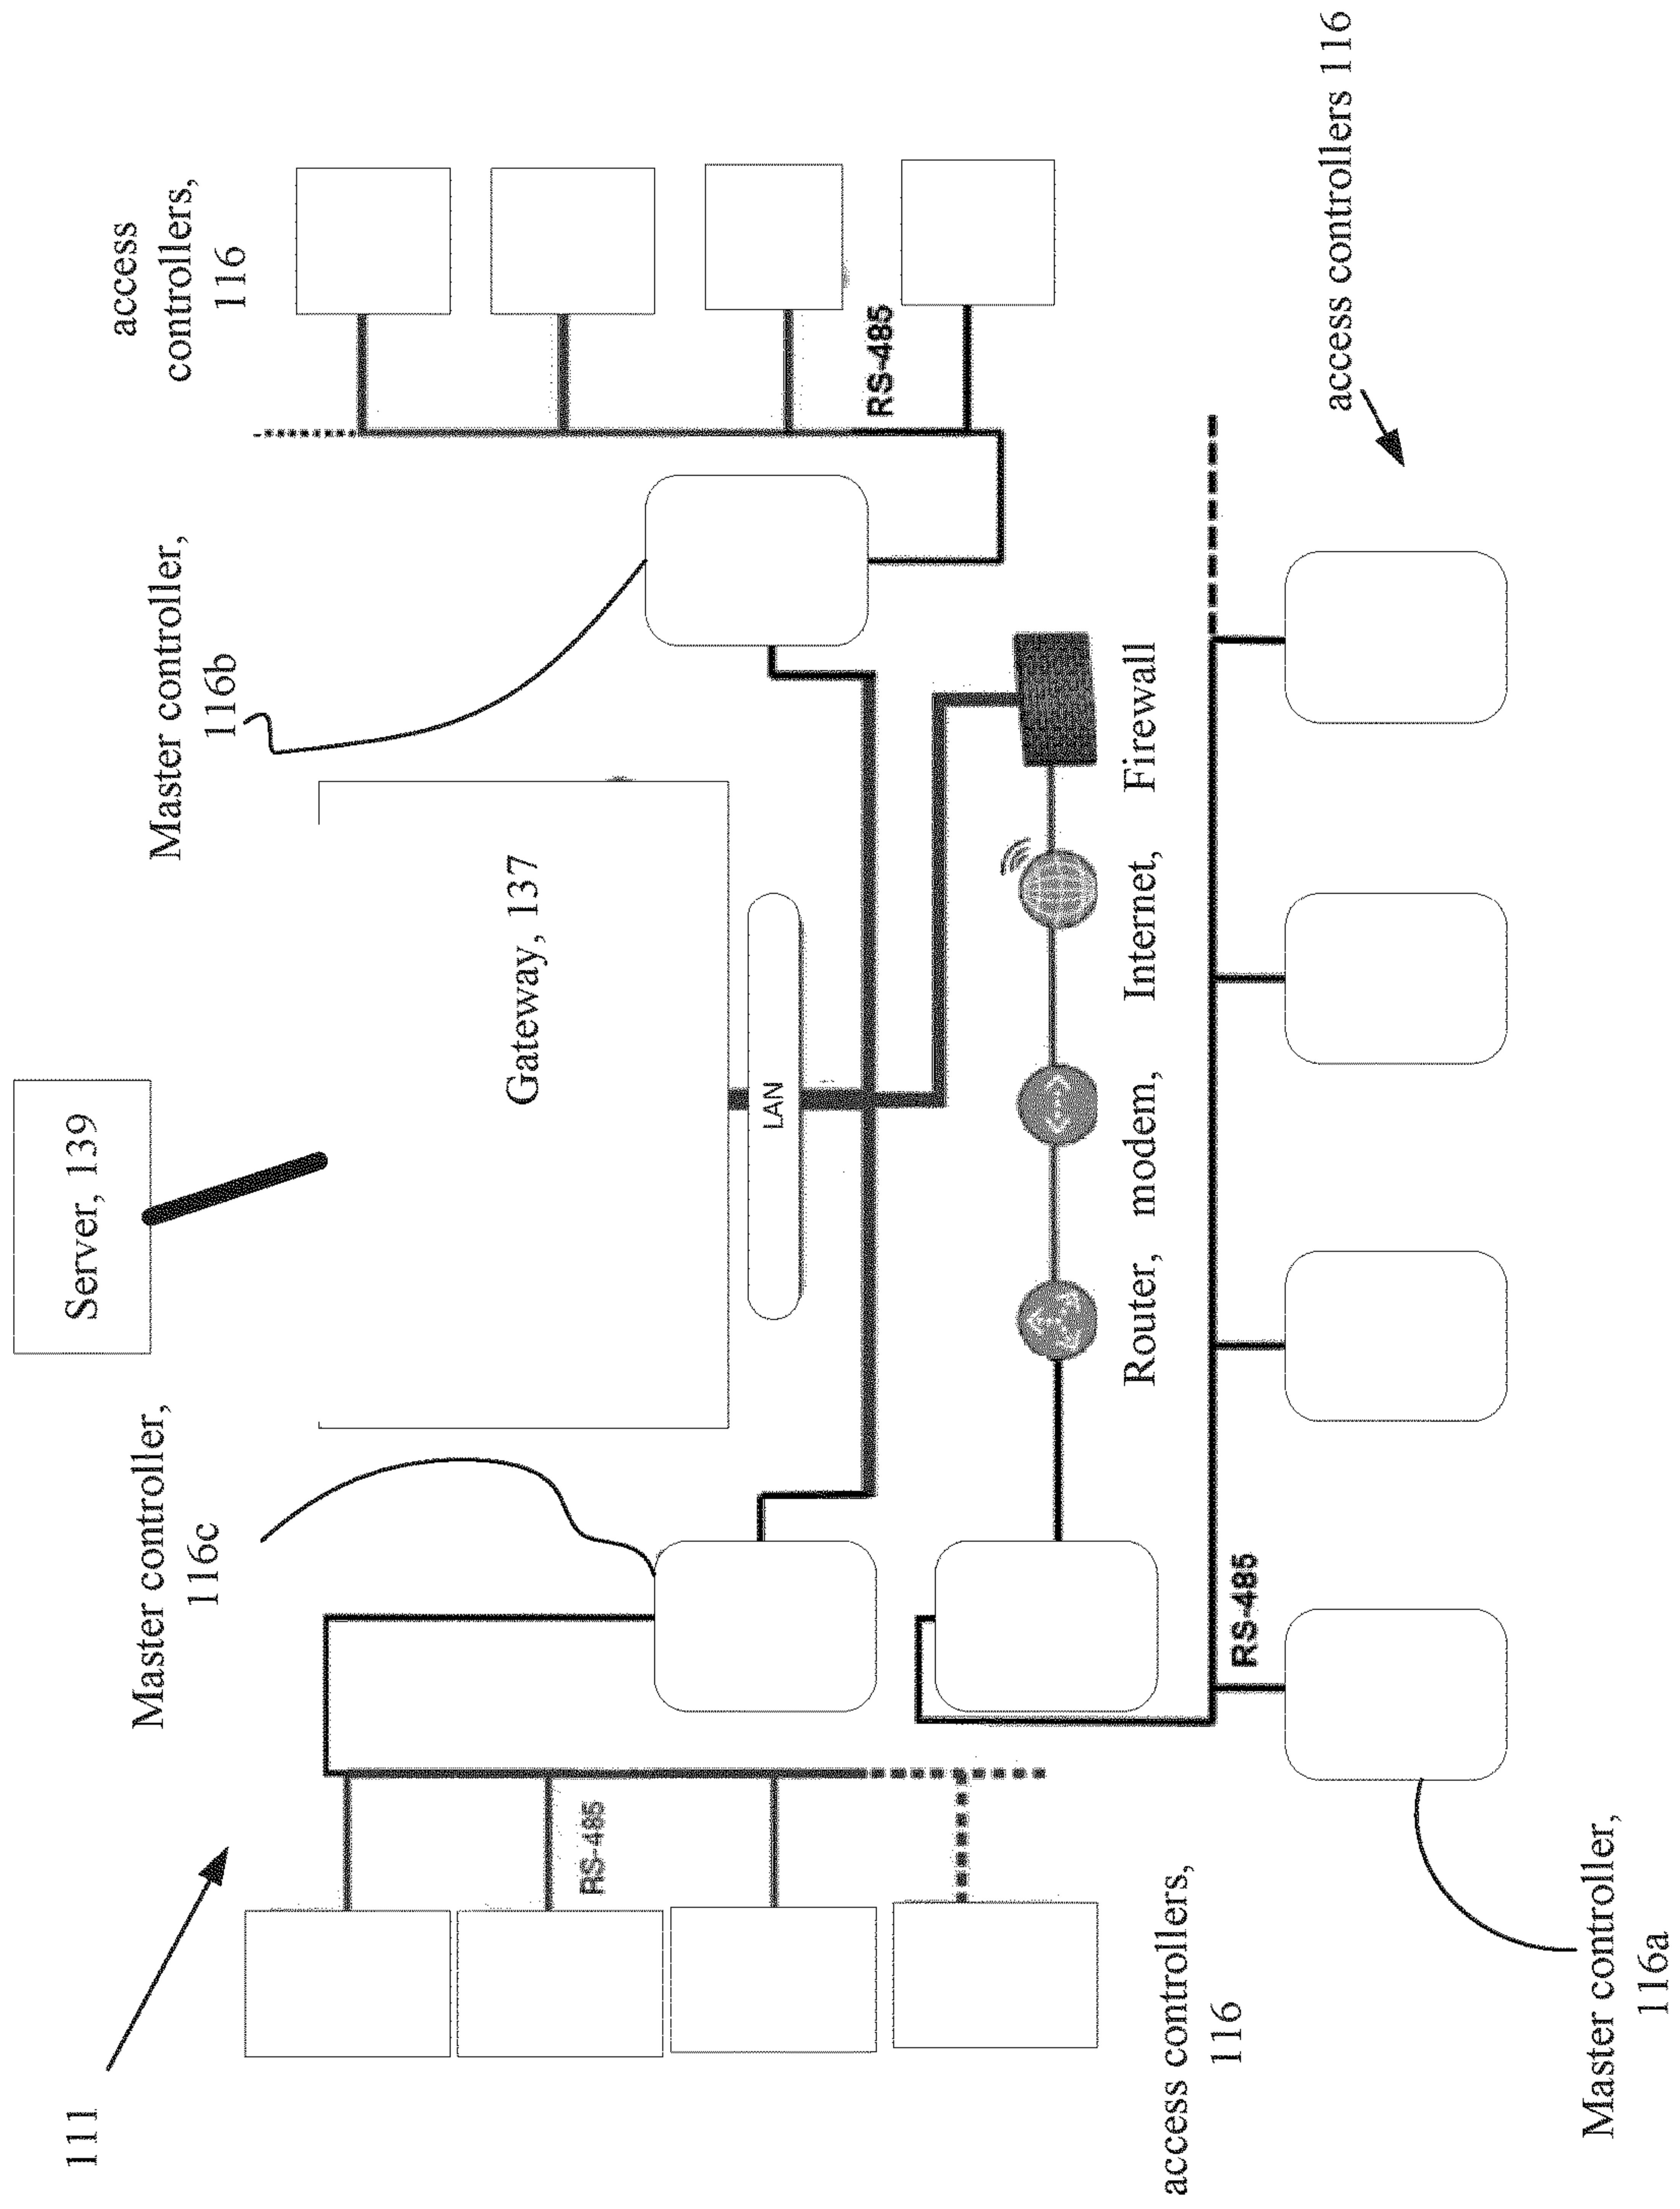 111
Server, 139
Master controller,
116c
Master controller,
116b
access
controllers,
116
Gateway, 137
RS-485
LAN
RS-485
Router, modem, Internet, Firewall
access controllers,
116
RS-485
access controllers 116
Master controller,
116a